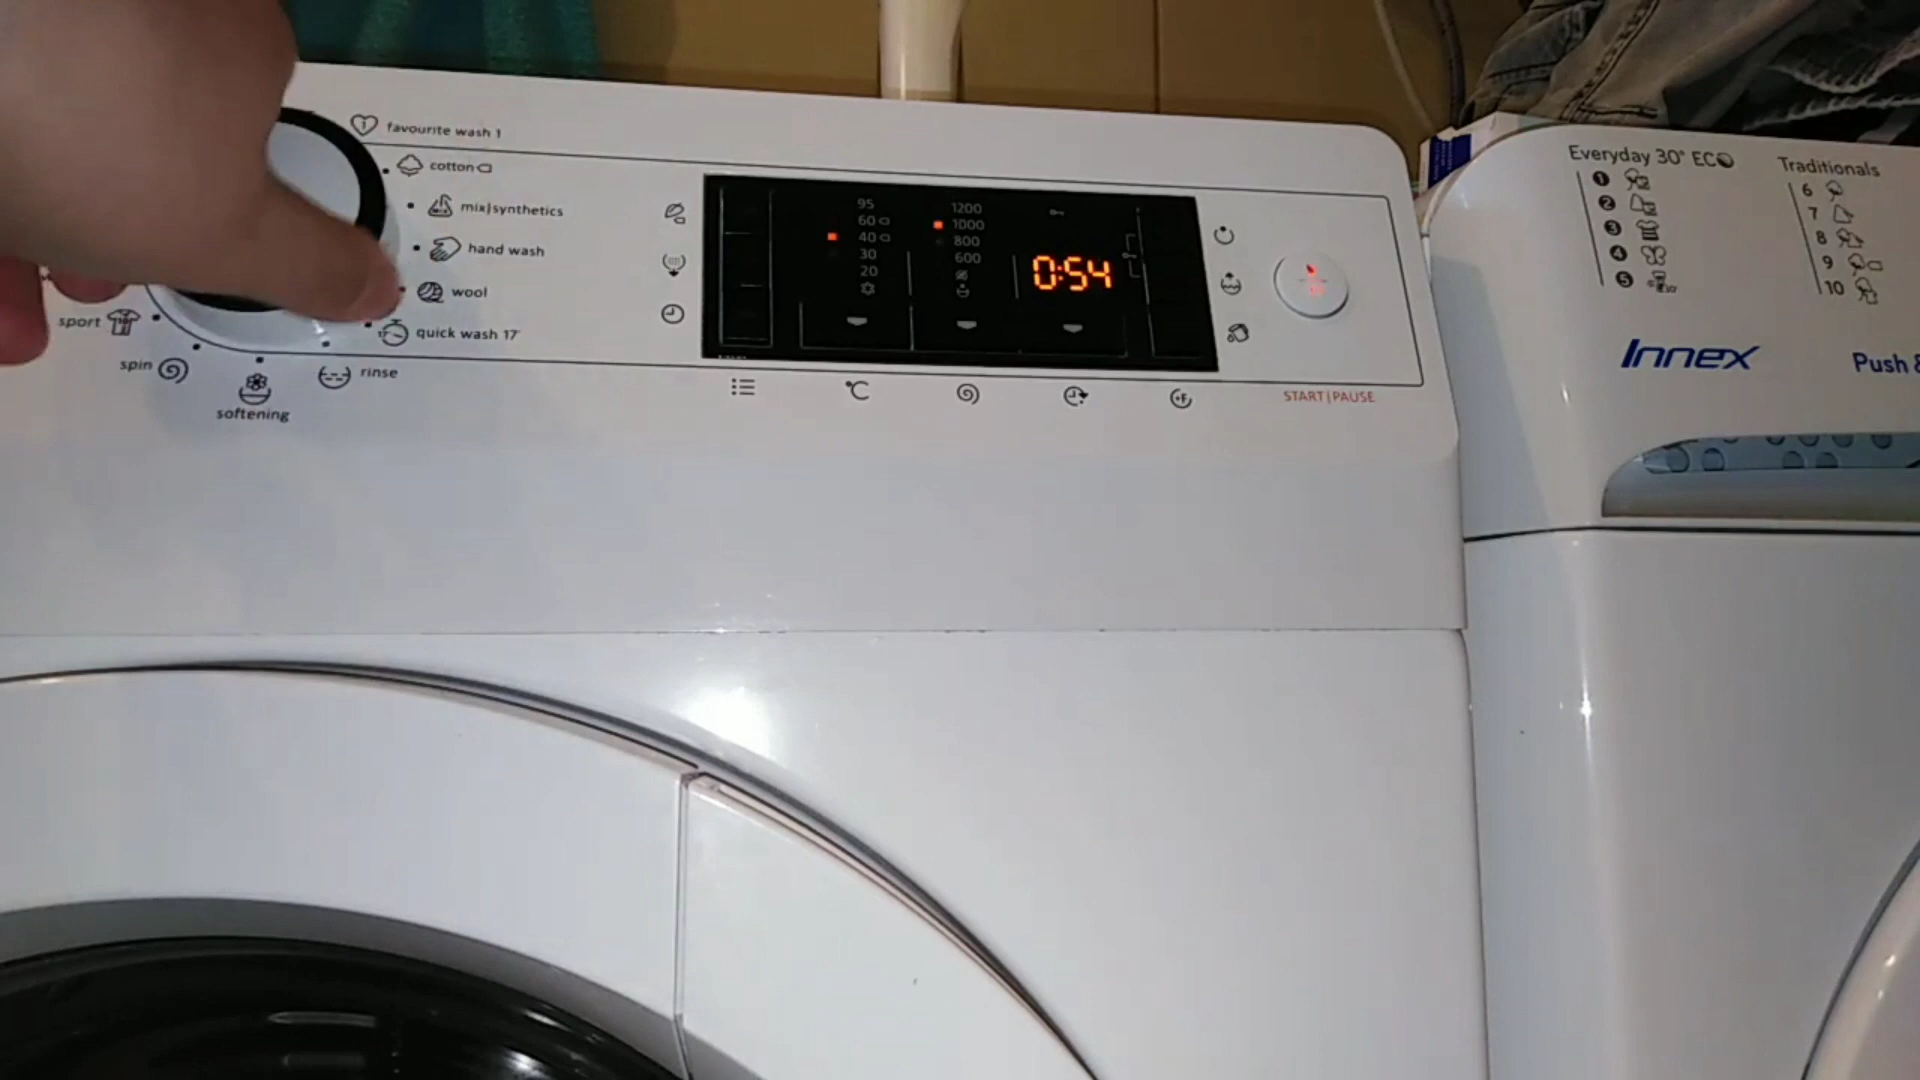 favourite wash 1
cotton
mix|synthetics
hand wash
wool
quick wash 17'
rinse
softening
spin
sport
95
60
40
30
20
1200
1000
800
600
0:54
°C
+F
START|PAUSE
Everyday 30° ECO
1
2
3
4
5
Traditionals
6
7
8
9
10
Innex
Push &